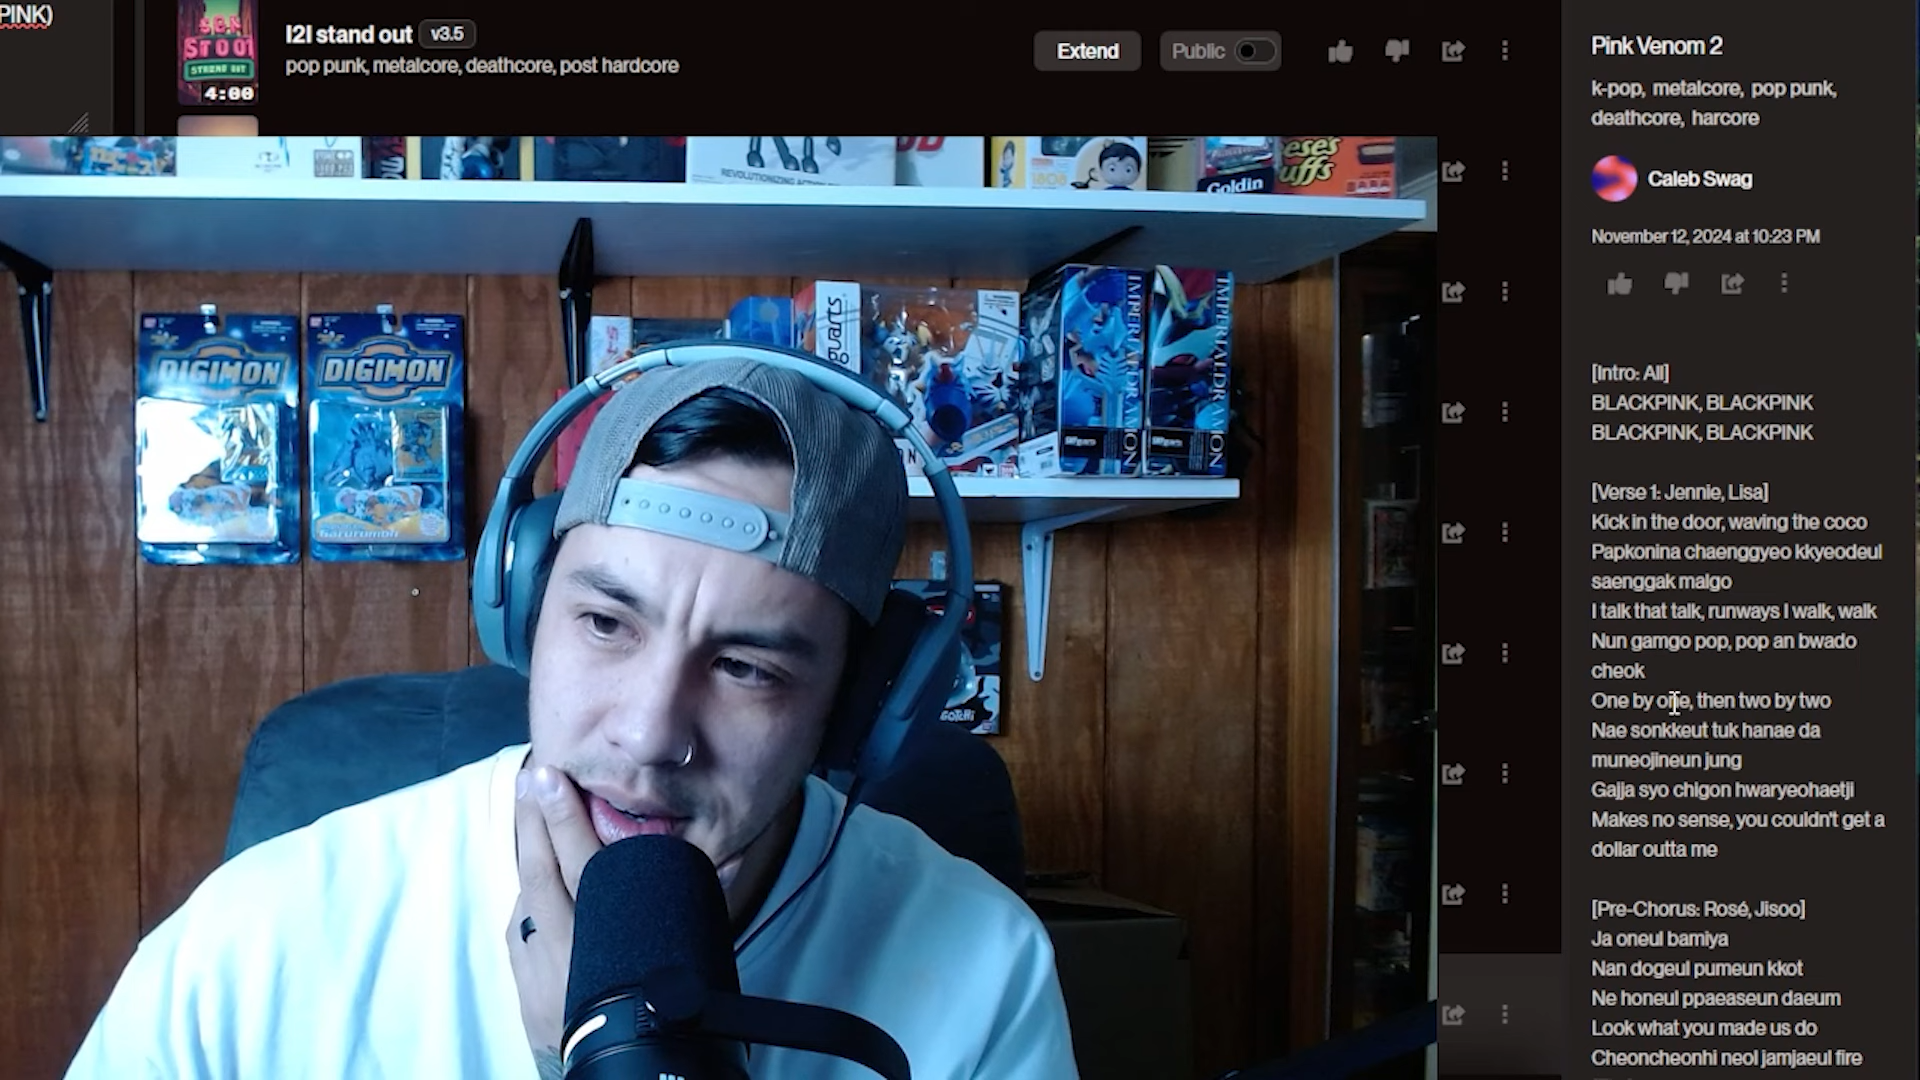 PINK)
STOOT
4:00
I2I stand out v3.5
pop punk, metalcore, deathcore, post hardcore
Extend
Public
REVOLUTIONIZING
Goldin
DIGIMON
DIGIMON
IMPERIALDRAMON
IMPERIALDRAMON
Pink Venom 2
k-pop, metalcore, pop punk,
deathcore, harcore
Caleb Swag
November 12, 2024 at 10:23 PM
[Intro: All]
BLACKPINK, BLACKPINK
BLACKPINK, BLACKPINK
[Verse 1: Jennie, Lisa]
Kick in the door, waving the coco
Papkonina chaenggyeo kkyeodeul
saenggak malgo
I talk that talk, runways I walk, walk
Nun gamgo pop, pop an bwado
cheok
One by one, then two by two
Nae sonkkeut tuk hanae da
muneojineun jung
Gajja syo chigon hwaryeohaetji
Makes no sense, you couldn't get a
dollar outta me
[Pre-Chorus: Rosé, Jisoo]
Ja oneul bamiya
Nan dogeul pumeun kkot
Ne honeul ppaeaseun daeum
Look what you made us do
Cheoncheonhi neol jamjaeul fire